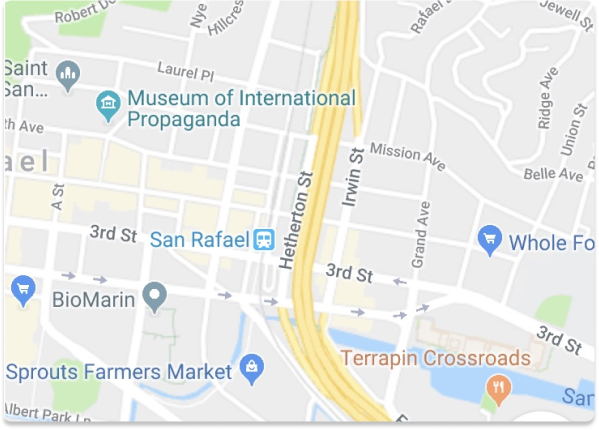 Robert Do
Nye
Hillcres
Rafael
Jewell St
Laurel Pl
Saint
San...
Museum of International
Propaganda
Ridge Ave
Union St
th Ave
Mission Ave
Belle Ave
ael
A St
Hetherton St
Irwin St
Grand Ave
3rd St
San Rafael
Whole Fo
3rd St
BioMarin
3rd St
Terrapin Crossroads
Sprouts Farmers Market
San
Albert Park Ln